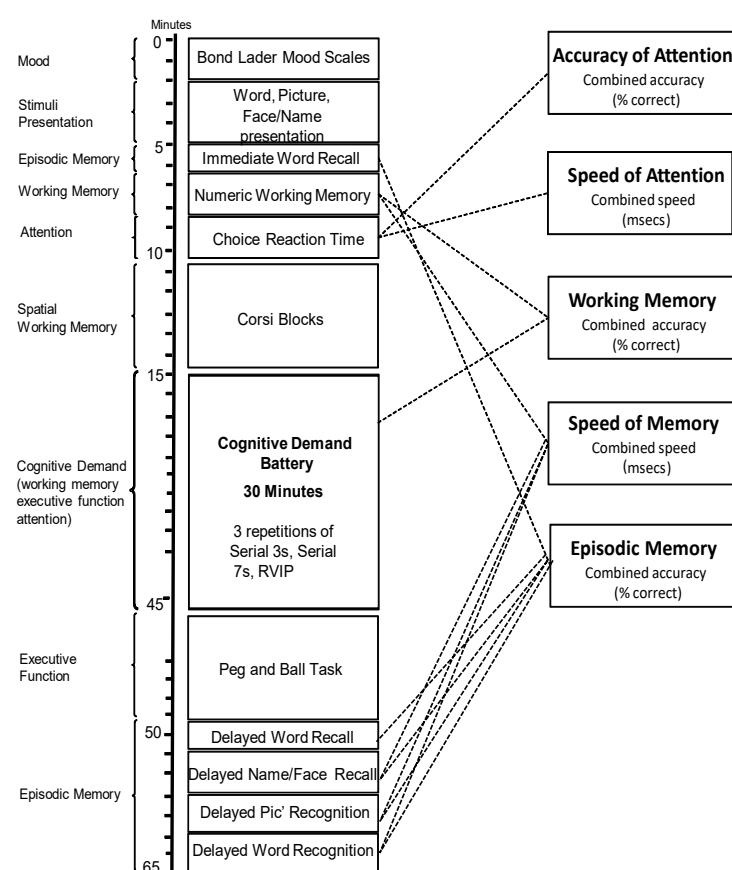 Minutes
0
Mood
Bond Lader Mood Scales
Stimuli
Presentation
Word, Picture,
Face/Name
presentation
5
Episodic Memory
Immediate Word Recall
Working Memory
Numeric Working Memory
Attention
Choice Reaction Time
10
Spatial
Working Memory
Corsi Blocks
15
Cognitive Demand
(working memory
executive function
attention)
Cognitive Demand
Battery
30 Minutes
3 repetitions of
Serial 3s, Serial
7s, RVIP
45
Executive
Function
Peg and Ball Task
50
Delayed Word Recall
Episodic Memory
Delayed Name/Face Recall
Delayed Pic' Recognition
Delayed Word Recognition
65
Accuracy of Attention
Combined accuracy
(% correct)
Speed of Attention
Combined speed
(msecs)
Working Memory
Combined accuracy
(% correct)
Speed of Memory
Combined speed
(msecs)
Episodic Memory
Combined accuracy
(% correct)